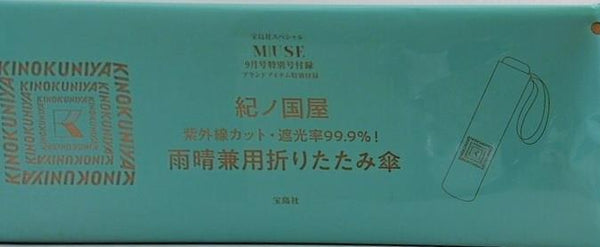 KINOKUNIYA
KINOKUNIYA
KINOKUNIYA
KINOKUNIYA
宝島社スペシャル
MUSE
9月号特別号付録
ブランドアイテム特別付録
紀ノ国屋
紫外線カット・遮光率99.9%!
雨晴兼用折りたたみ傘
宝島社